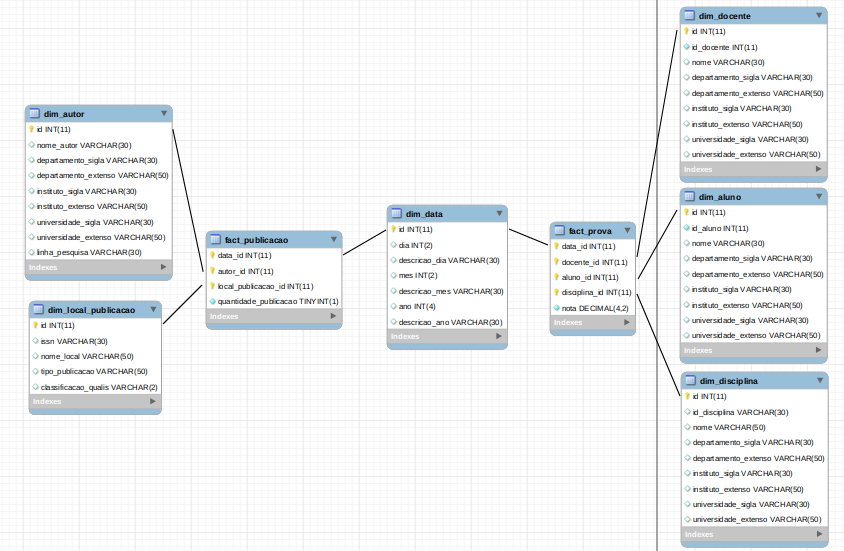 dim_autor
id INT(11)
nome_autor VARCHAR(30)
departamento_sigla VARCHAR(30)
departamento_extenso VARCHAR(50)
instituto_sigla VARCHAR(30)
instituto_extenso VARCHAR(50)
universidade_sigla VARCHAR(30)
universidade_extenso VARCHAR(50)
linha_pesquisa VARCHAR(30)
Indexes
dim_local_publicacao
id INT(11)
issn VARCHAR(30)
nome_local VARCHAR(50)
tipo_publicacao VARCHAR(50)
classificacao_qualis VARCHAR(2)
Indexes
fact_publicacao
data_id INT(11)
autor_id INT(11)
local_publicacao_id INT(11)
quantidade_publicacao TINYINT(1)
Indexes
dim_data
id INT(11)
dia INT(2)
descricao_dia VARCHAR(30)
mes INT(2)
descricao_mes VARCHAR(30)
ano INT(4)
descricao_ano VARCHAR(30)
Indexes
fact_prova
data_id INT(11)
docente_id INT(11)
aluno_id INT(11)
disciplina_id INT(11)
nota DECIMAL(4,2)
Indexes
dim_docente
id INT(11)
id_docente INT(11)
nome VARCHAR(30)
departamento_sigla VARCHAR(30)
departamento_extenso VARCHAR(50)
instituto_sigla VARCHAR(30)
instituto_extenso VARCHAR(50)
universidade_sigla VARCHAR(30)
universidade_extenso VARCHAR(50)
Indexes
dim_aluno
id INT(11)
id_aluno INT(11)
nome VARCHAR(30)
departamento_sigla VARCHAR(30)
departamento_extenso VARCHAR(50)
instituto_sigla VARCHAR(30)
instituto_extenso VARCHAR(50)
universidade_sigla VARCHAR(30)
universidade_extenso VARCHAR(50)
Indexes
dim_disciplina
id INT(11)
id_disciplina VARCHAR(30)
nome VARCHAR(50)
departamento_sigla VARCHAR(30)
departamento_extenso VARCHAR(50)
instituto_sigla VARCHAR(30)
instituto_extenso VARCHAR(50)
universidade_sigla VARCHAR(30)
universidade_extenso VARCHAR(50)
Indexes